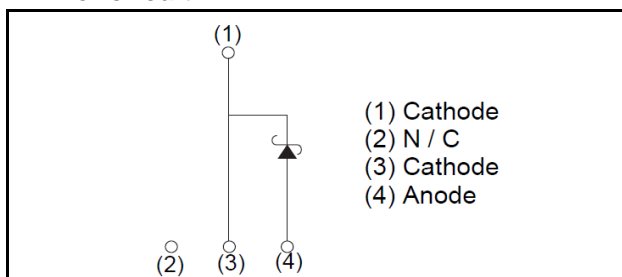 (1)
(1) Cathode
(2) N / C
(3) Cathode
(4) Anode
(2) (3) (4)